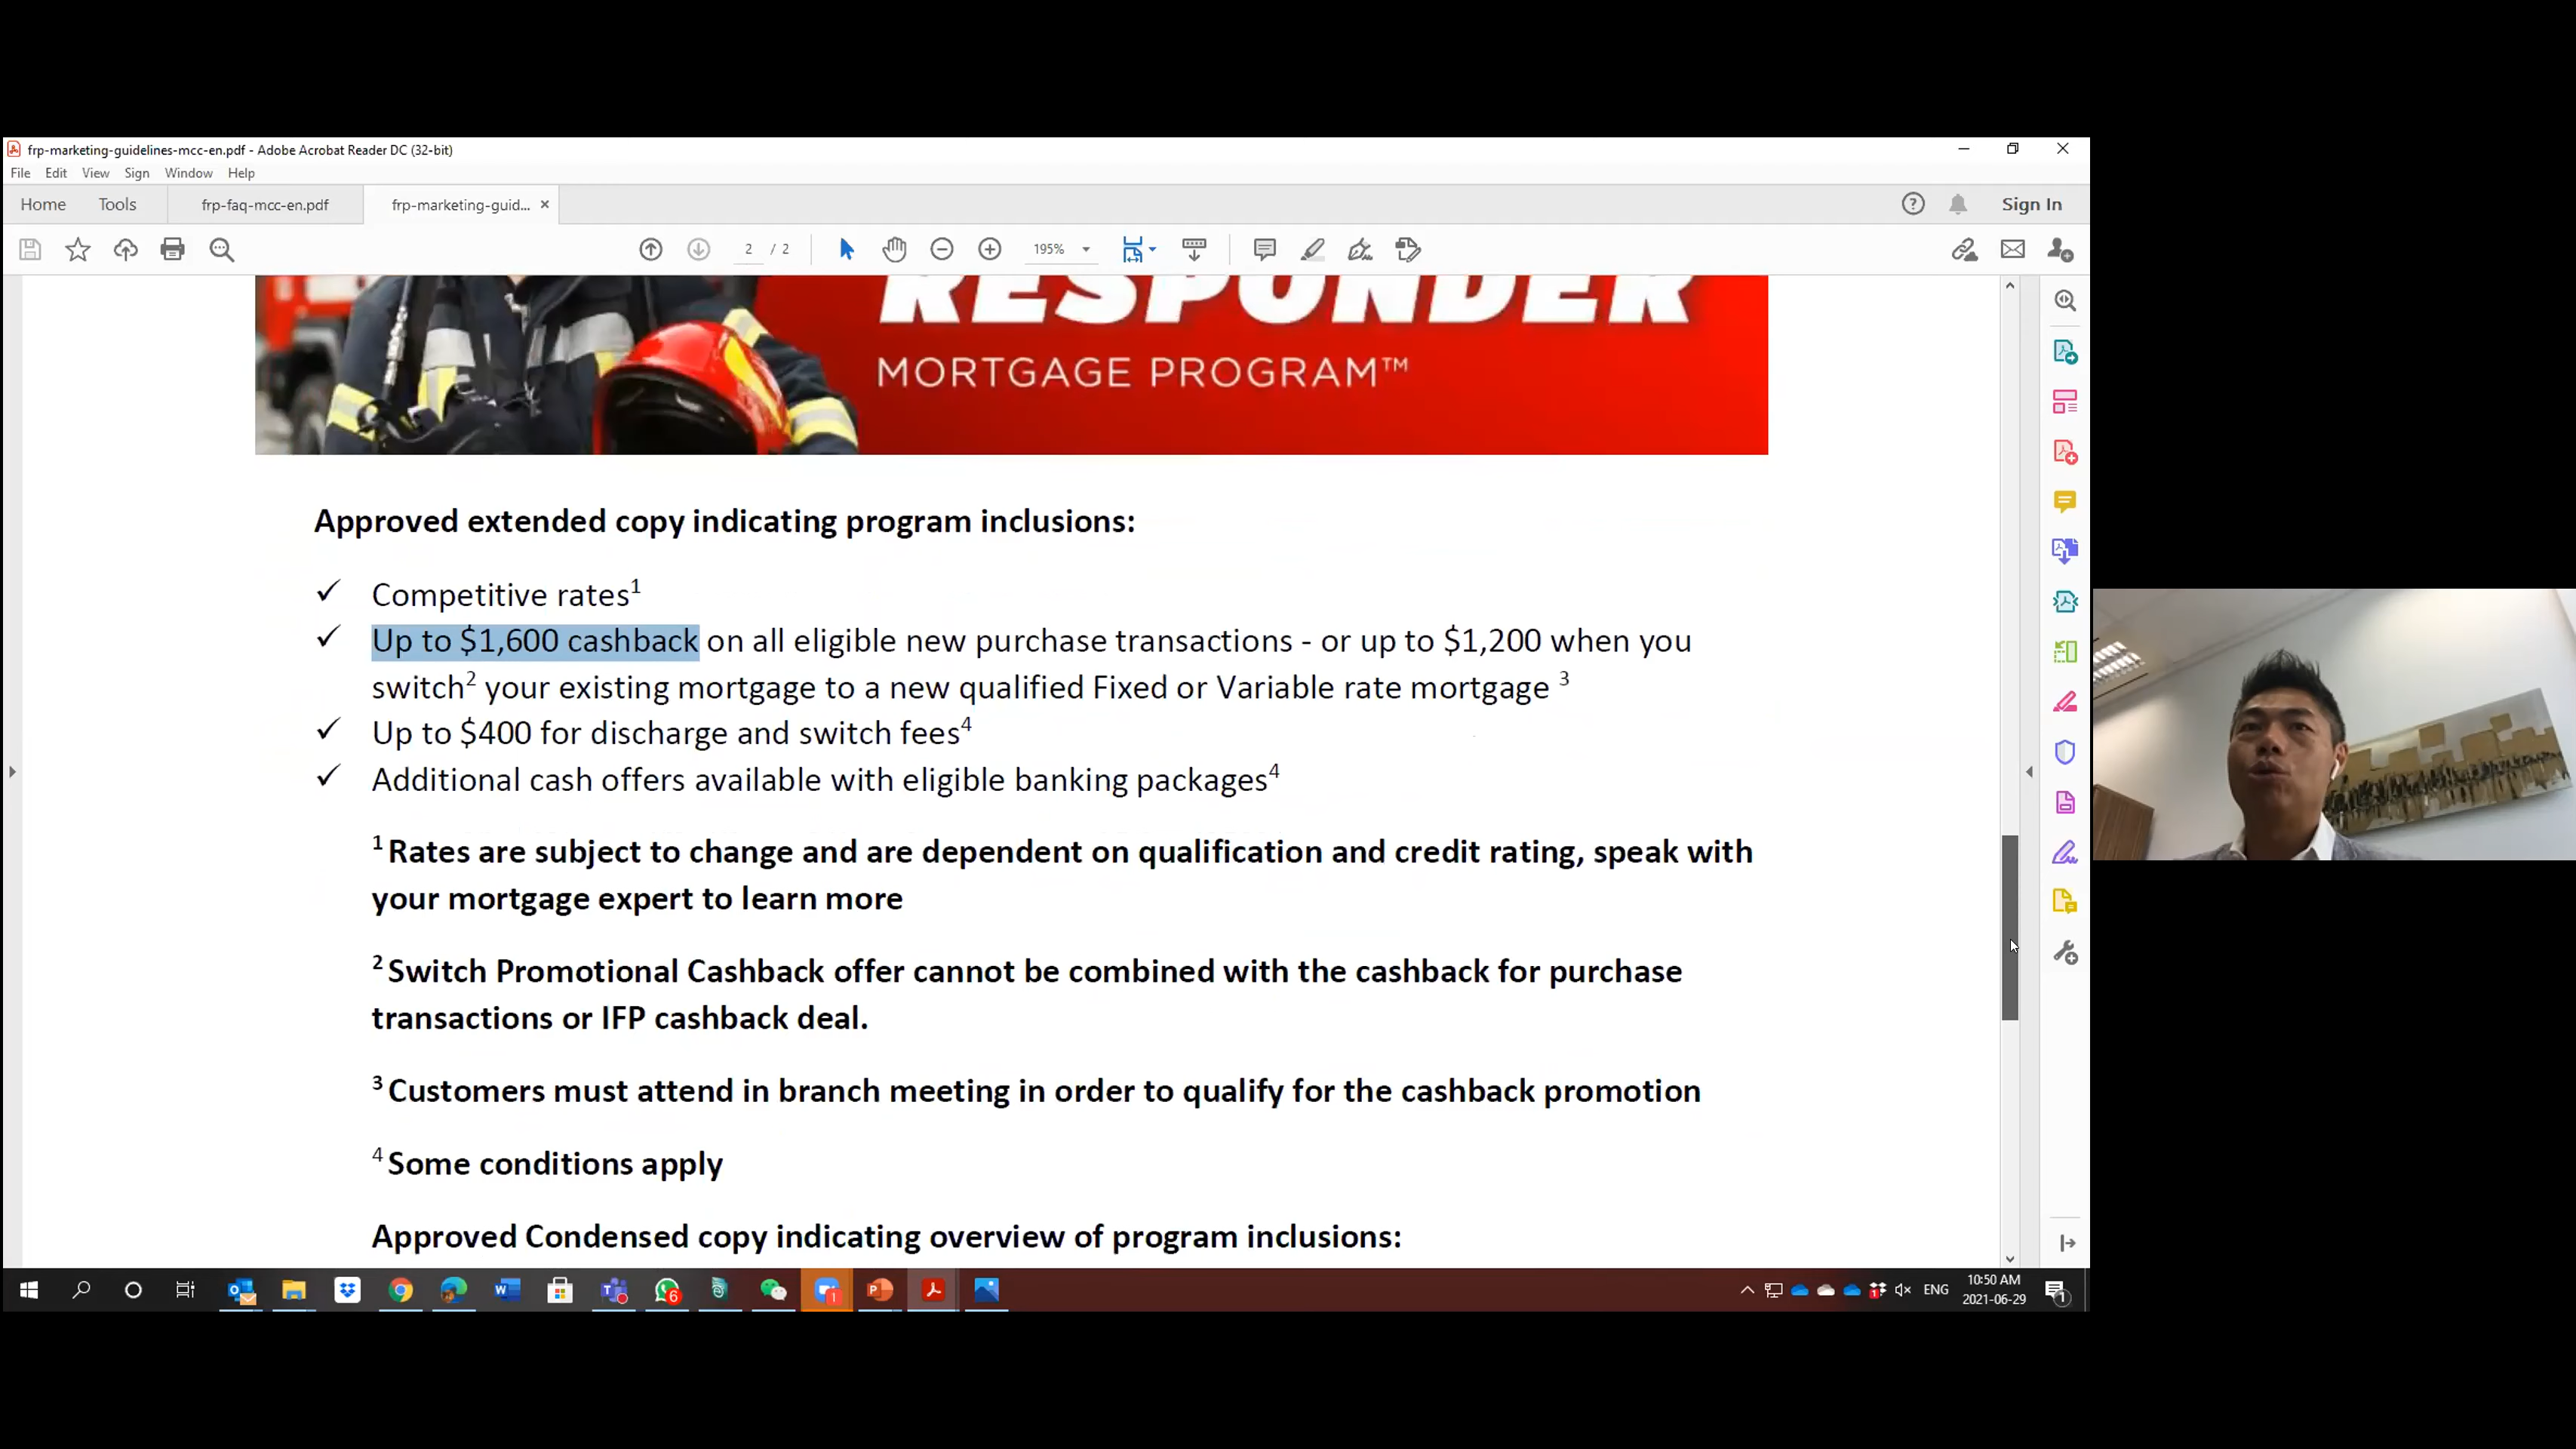 frp-marketing-guidelines-mcc-en.pdf - Adobe Acrobat Reader DC (32-bit)
File Edit View Sign Window Help
Home Tools frp-faq-mcc-en.pdf frp-marketing-guid... ×
Sign In
2 / 2
195%
RESPONDER
MORTGAGE PROGRAM™
Approved extended copy indicating program inclusions:
✓ Competitive rates¹
✓ Up to $1,600 cashback on all eligible new purchase transactions - or up to $1,200 when you
switch² your existing mortgage to a new qualified Fixed or Variable rate mortgage ³
✓ Up to $400 for discharge and switch fees⁴
✓ Additional cash offers available with eligible banking packages⁴
¹ Rates are subject to change and are dependent on qualification and credit rating, speak with
your mortgage expert to learn more
² Switch Promotional Cashback offer cannot be combined with the cashback for purchase
transactions or IFP cashback deal.
³ Customers must attend in branch meeting in order to qualify for the cashback promotion
⁴ Some conditions apply
Approved Condensed copy indicating overview of program inclusions:
6
1
1
ENG
10:50 AM
2021-06-29
1